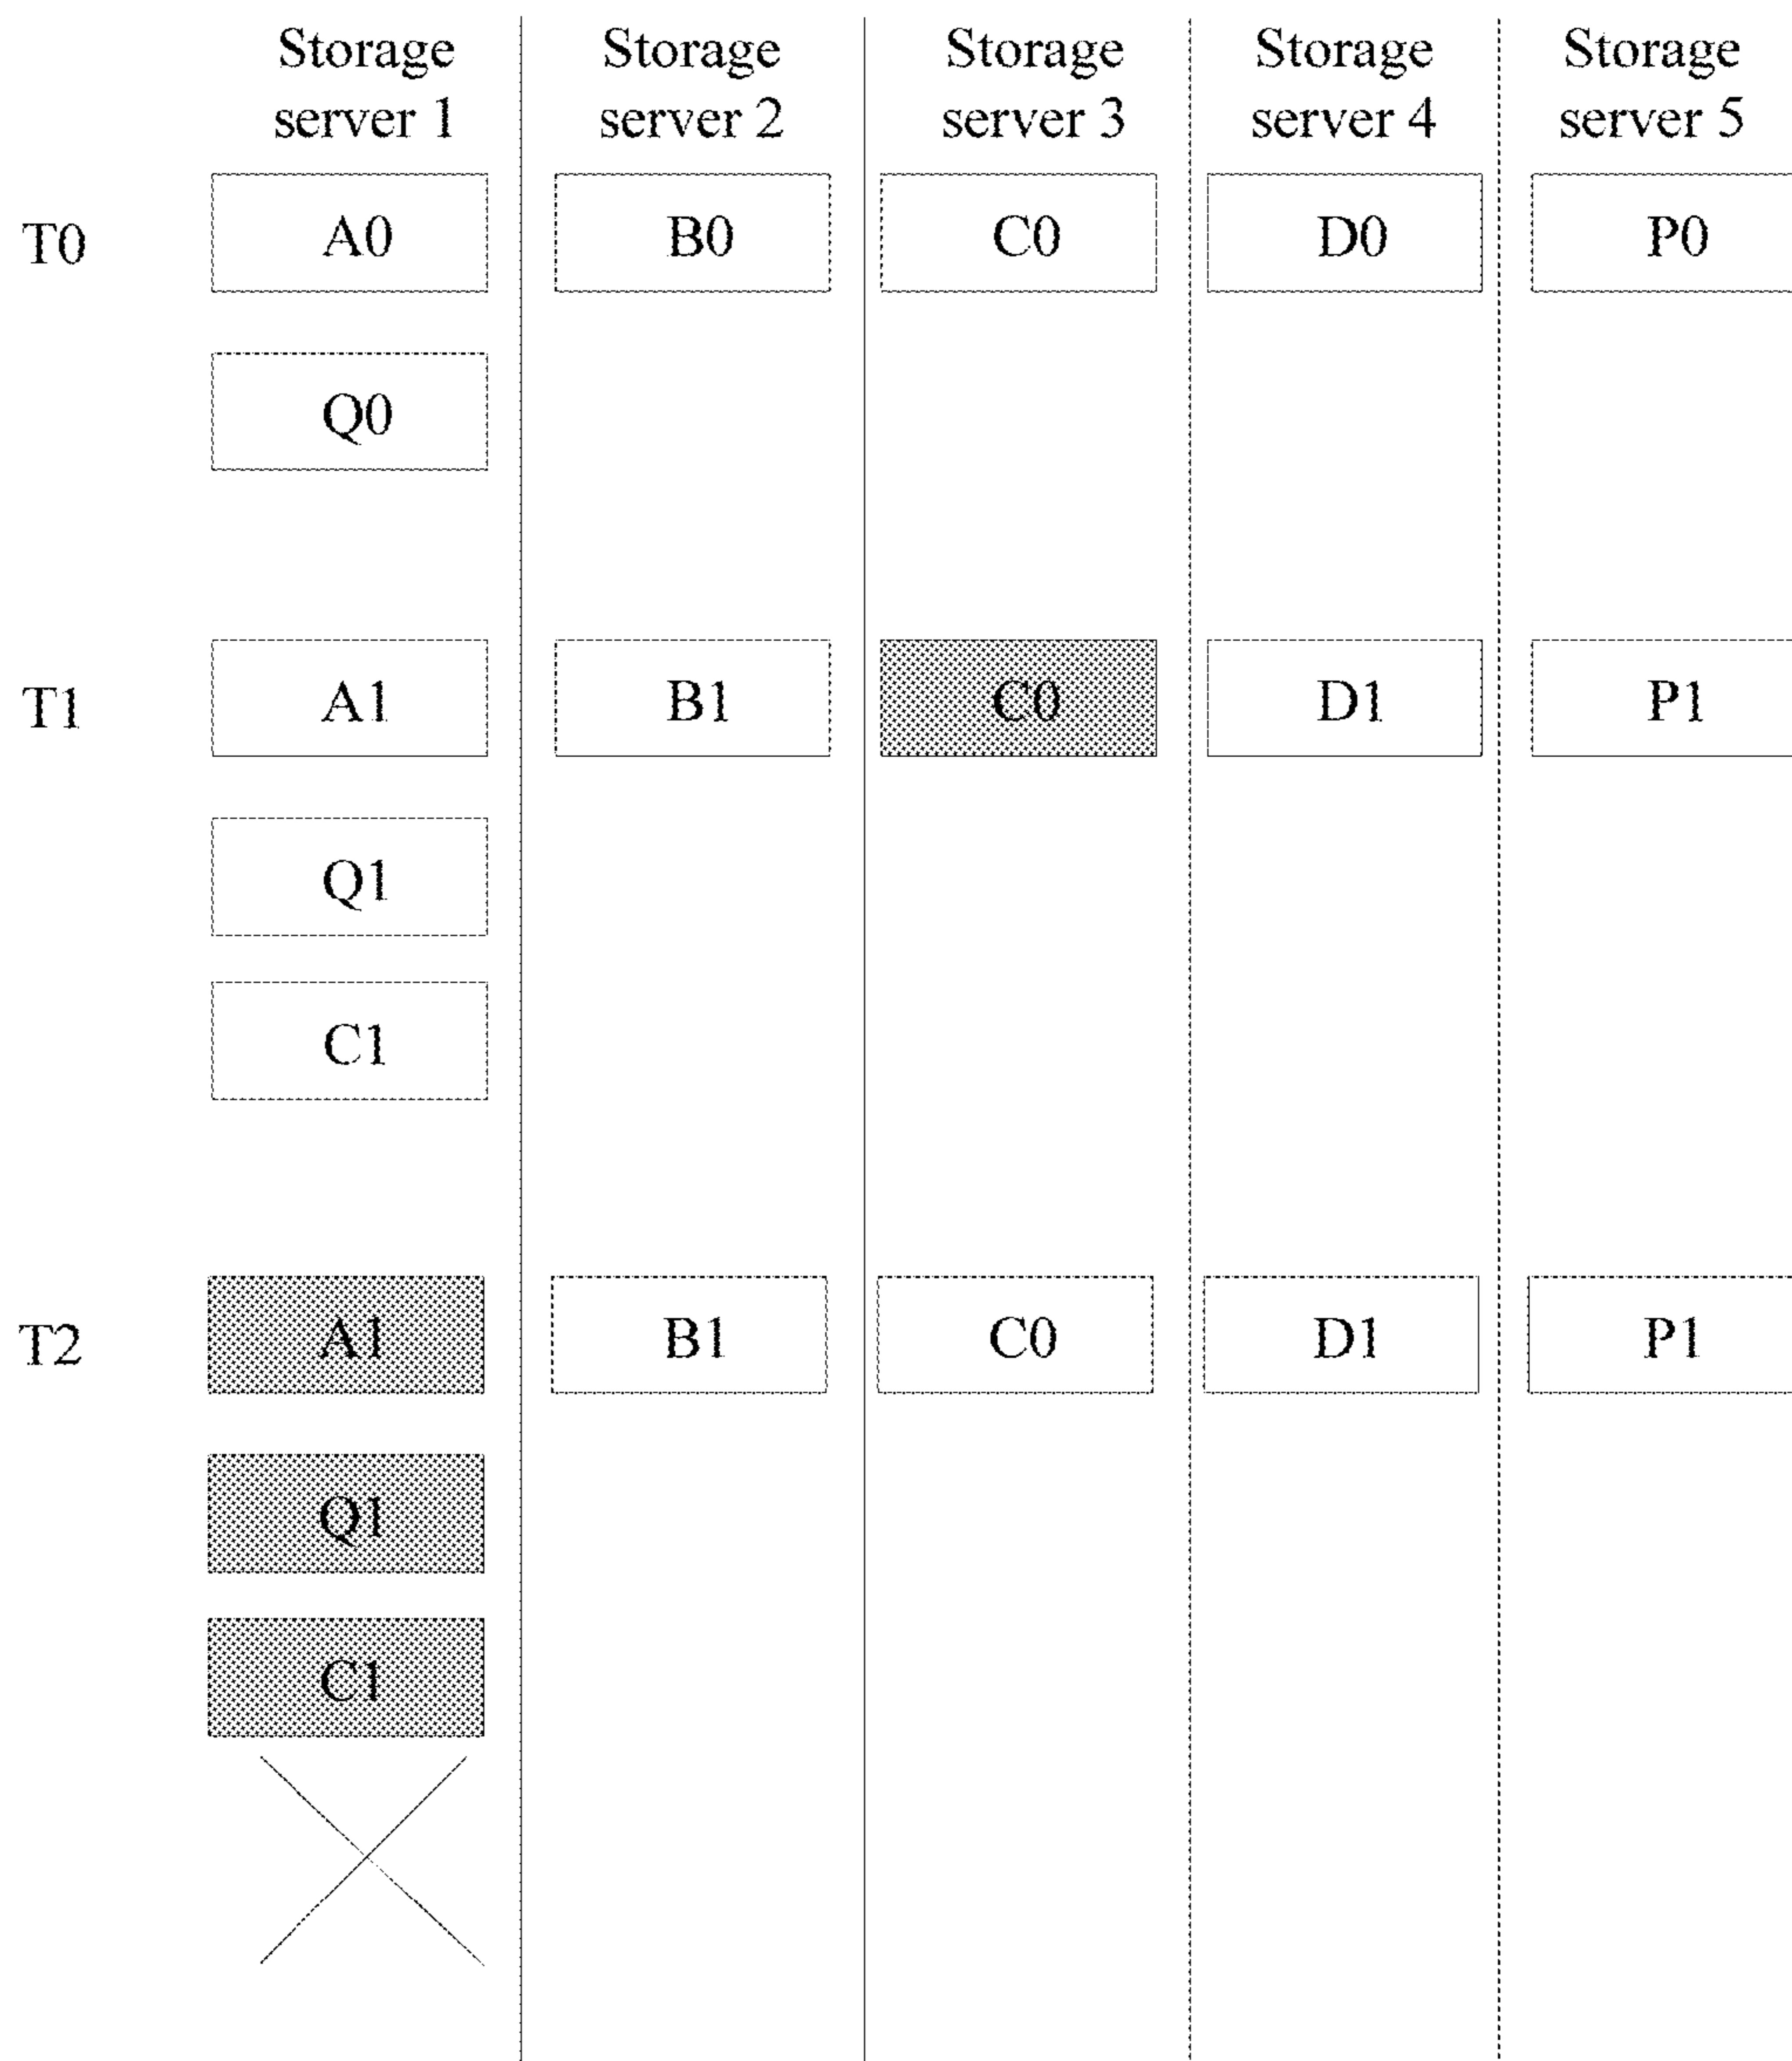 Storage server 1
Storage server 2
Storage server 3
Storage server 4
Storage server 5
T0
A0
B0
C0
D0
P0
Q0
T1
A1
B1
C0
D1
P1
Q1
C1
T2
A1
B1
C0
D1
P1
Q1
C1